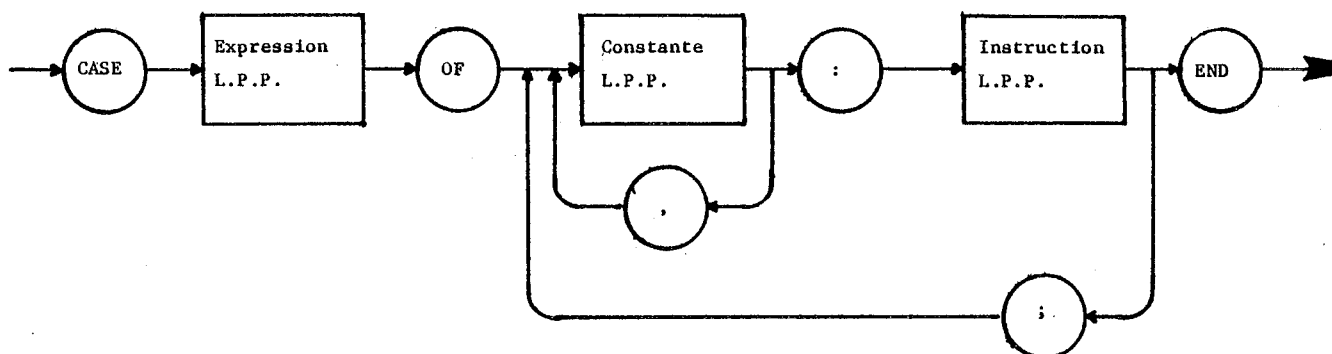 CASE
Expression
L.P.P.
OF
Constante
L.P.P.
:
Instruction
L.P.P.
END
,
;